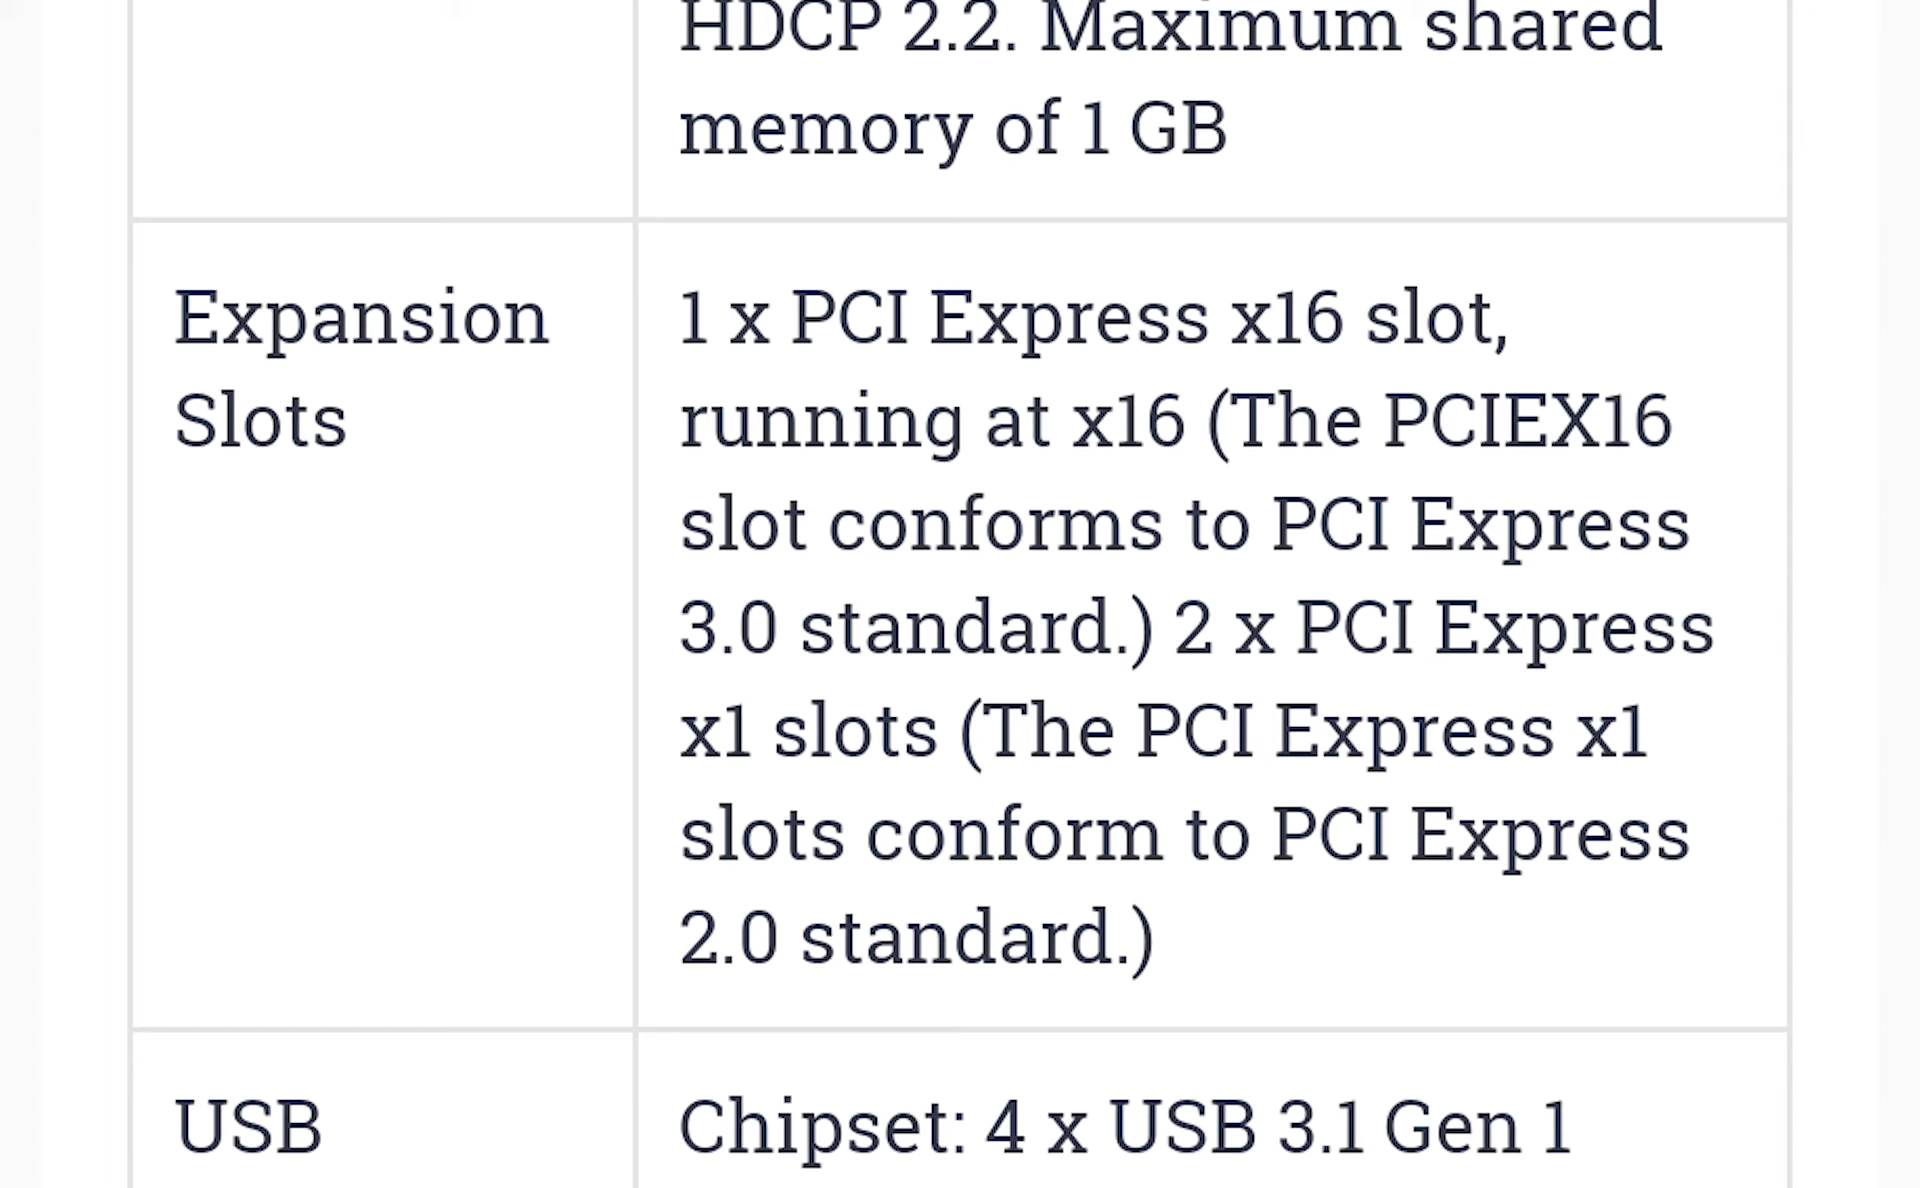 HDCP 2.2. Maximum shared
memory of 1 GB
Expansion
Slots
1 x PCI Express x16 slot,
running at x16 (The PCIEX16
slot conforms to PCI Express
3.0 standard.) 2 x PCI Express
x1 slots (The PCI Express x1
slots conform to PCI Express
2.0 standard.)
USB
Chipset: 4 x USB 3.1 Gen 1